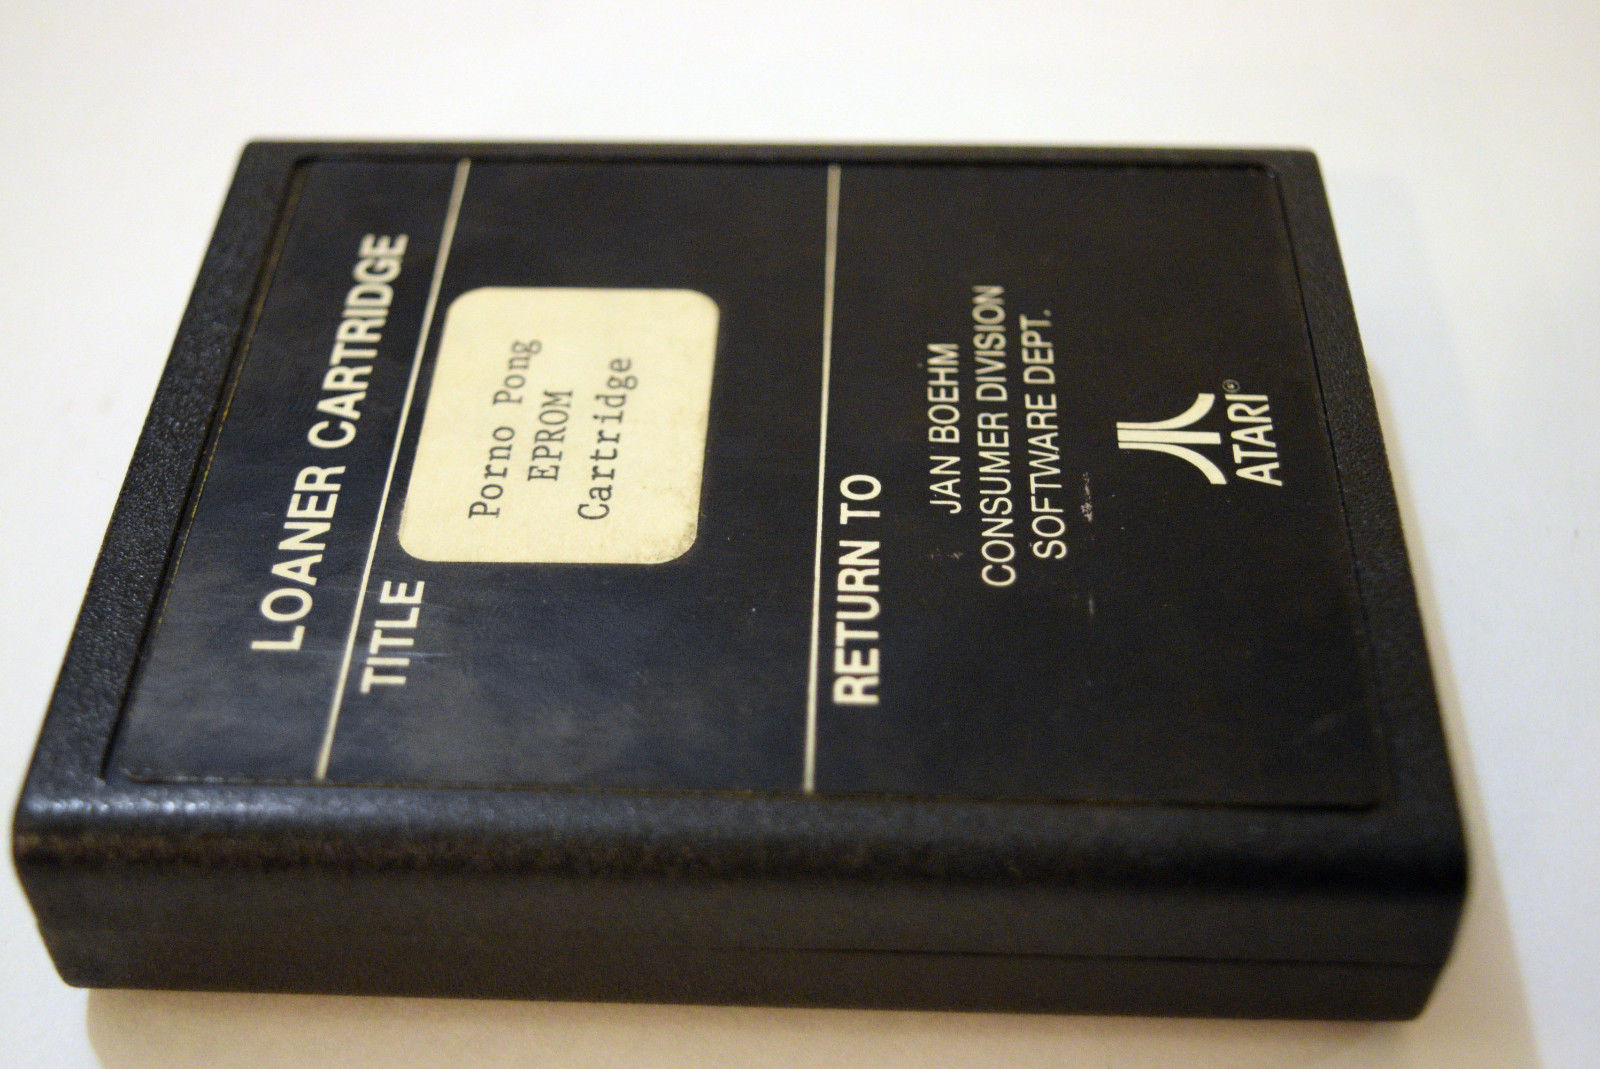 LOANER CARTRIDGE
TITLE
Porno Pong
EPROM
Cartridge
RETURN TO
JAN BOEHM
CONSUMER DIVISION
SOFTWARE DEPT.
ATARI®